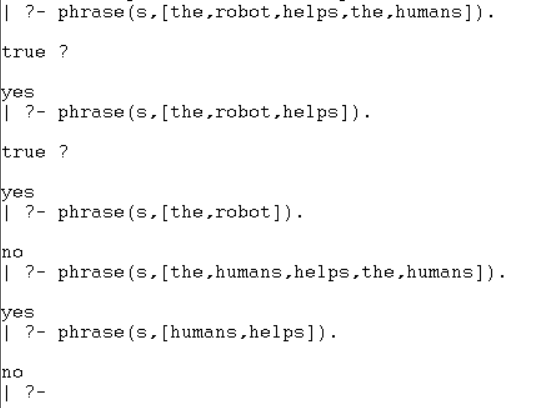 | ?- phrase(s,[the,robot,helps,the,humans]).
true ?
yes
| ?- phrase(s,[the,robot,helps]).
true ?
yes
| ?- phrase(s,[the,robot]).
no
| ?- phrase(s,[the,humans,helps,the,humans]).
yes
| ?- phrase(s,[humans,helps]).
no
| ?-